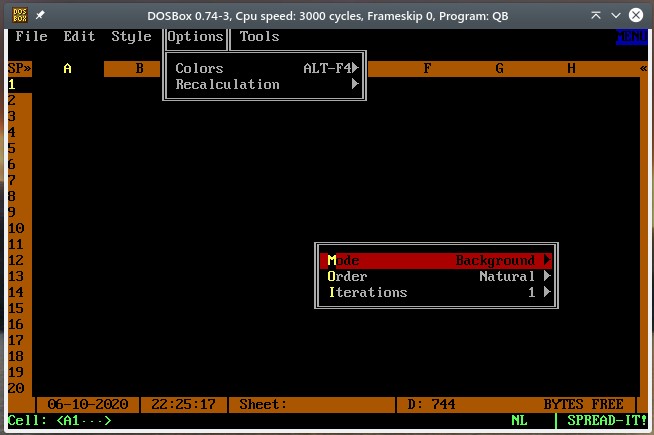 DOS BOX DOSBox 0.74-3, Cpu speed: 3000 cycles, Frameskip 0, Program: QB
File Edit Style Options Tools MENU
SP» A B F G H «
Colors ALT-F4
Recalculation
1
2
3
4
5
6
7
8
9
10
11
12 Mode Background
13 Order Natural
14 Iterations 1
15
16
17
18
19
20
06-10-2020 22:25:17 Sheet: D: 744 BYTES FREE
Cell: <A1···> NL SPREAD-IT!